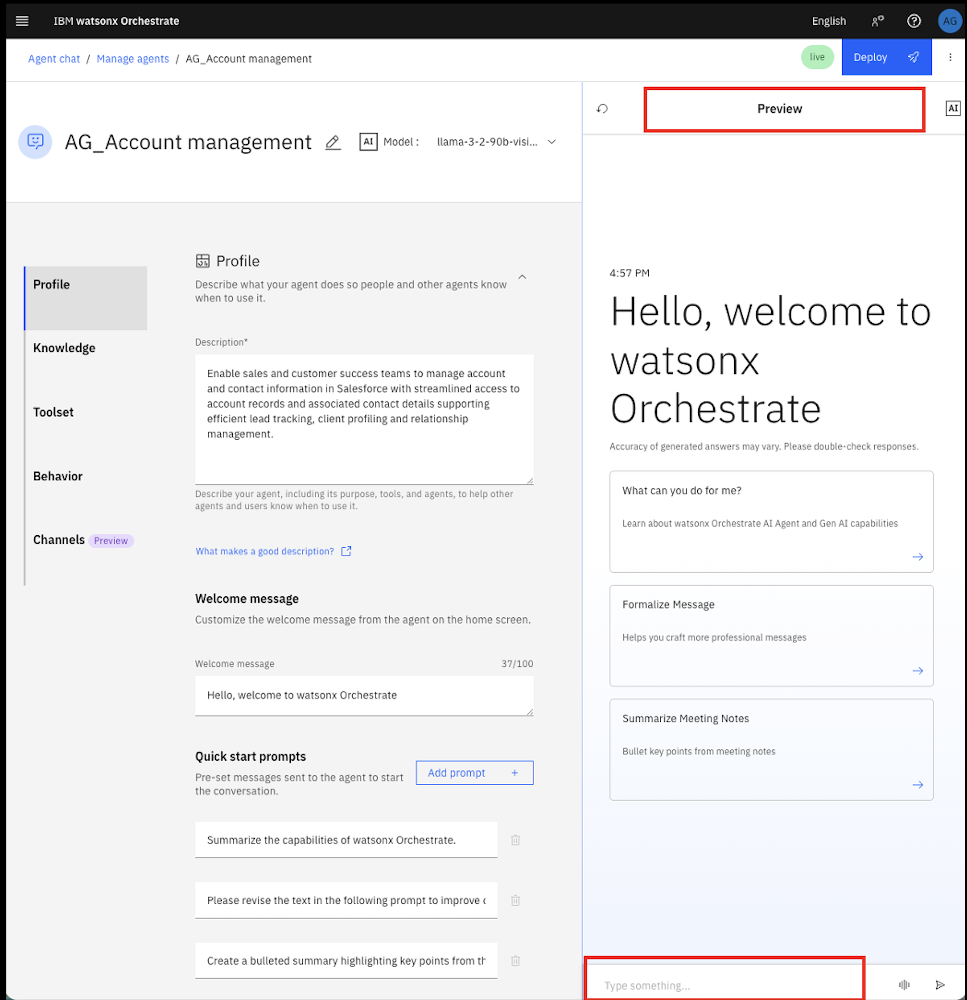 IBM watsonx Orchestrate
English
AG
Agent chat / Manage agents / AG_Account management
live
Deploy
AG_Account management
AI
Model :
llama-3-2-90b-visi...
Preview
AI
Profile
Knowledge
Toolset
Behavior
Channels Preview
Profile
Describe what your agent does so people and other agents know
when to use it.
Description*
Enable sales and customer success teams to manage account
and contact information in Salesforce with streamlined access to
account records and associated contact details supporting
efficient lead tracking, client profiling and relationship
management.
Describe your agent, including its purpose, tools, and agents, to help other
agents and users know when to use it.
What makes a good description?
Welcome message
Customize the welcome message from the agent on the home screen.
Welcome message 37/100
Hello, welcome to watsonx Orchestrate
Quick start prompts
Pre-set messages sent to the agent to start
the conversation.
Add prompt +
Summarize the capabilities of watsonx Orchestrate.
Please revise the text in the following prompt to improve
Create a bulleted summary highlighting key points from
4:57 PM
Hello, welcome to
watsonx
Orchestrate
Accuracy of generated answers may vary. Please double-check responses.
What can you do for me?
Learn about watsonx Orchestrate AI Agent and Gen AI capabilities
Formalize Message
Helps you craft more professional messages
Summarize Meeting Notes
Bullet key points from meeting notes
Type something...